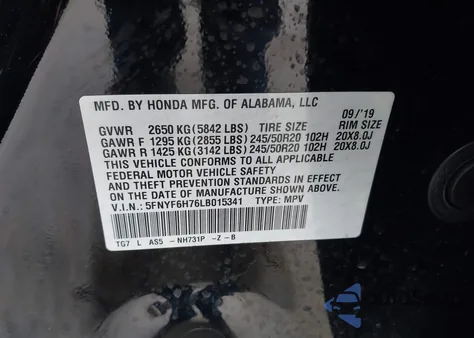 MFD. BY HONDA MFG. OF ALABAMA, LLC
09/'19
GVWR 2650 KG (5842 LBS) TIRE SIZE RIM SIZE
GAWR F 1295 KG (2855 LBS) 245/50R20 102H 20X8.0J
GAWR R 1425 KG (3142 LBS) 245/50R20 102H 20X8.0J
THIS VEHICLE CONFORMS TO ALL APPLICABLE
FEDERAL MOTOR VEHICLE SAFETY
AND THEFT PREVENTION STANDARDS IN EFFECT ON
THE DATE OF MANUFACTURE SHOWN ABOVE.
V.I.N.: 5FNYF6H76LB015341 TYPE: MPV
TG7 L AS5 -NH731P -Z -B